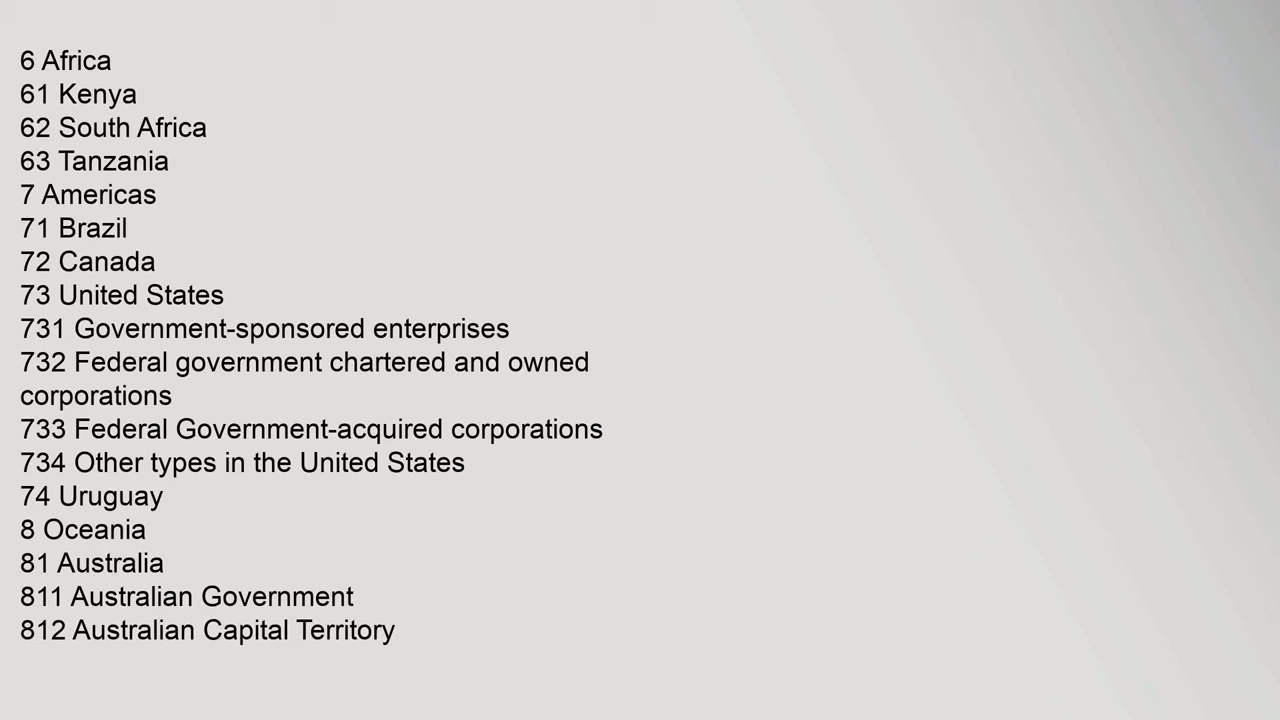 6 Africa
61 Kenya
62 South Africa
63 Tanzania
7 Americas
71 Brazil
72 Canada
73 United States
731 Government-sponsored enterprises
732 Federal government chartered and owned
corporations
733 Federal Government-acquired corporations
734 Other types in the United States
74 Uruguay
8 Oceania
81 Australia
811 Australian Government
812 Australian Capital Territory